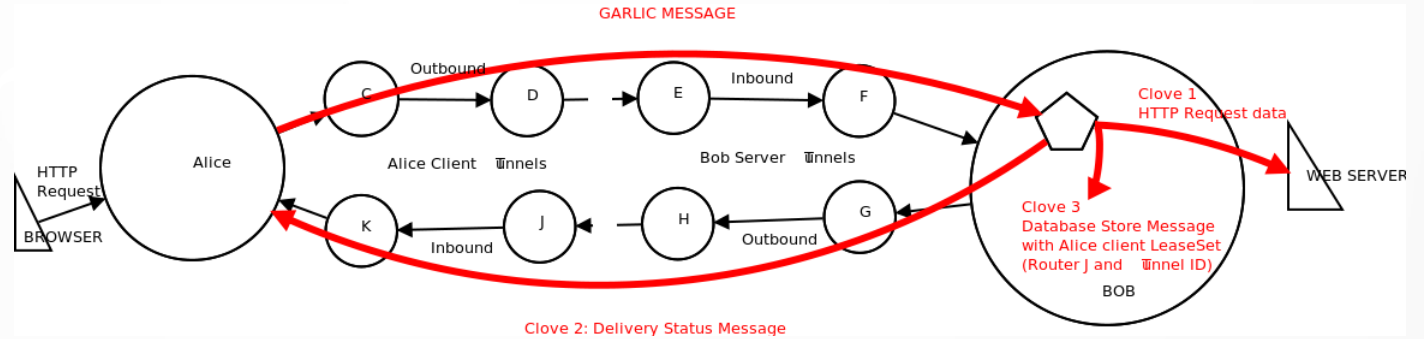 GARLIC MESSAGE
Outbound
Inbound
C
D
E
F
Clove 1
HTTP Request data
Alice
Alice Client Tunnels
Bob Server Tunnels
HTTP
Request
BROWSER
WEB SERVER
K
J
H
G
Inbound
Outbound
Clove 3
Database Store Message
with Alice client LeaseSet
(Router J and Tunnel ID)
BOB
Clove 2: Delivery Status Message